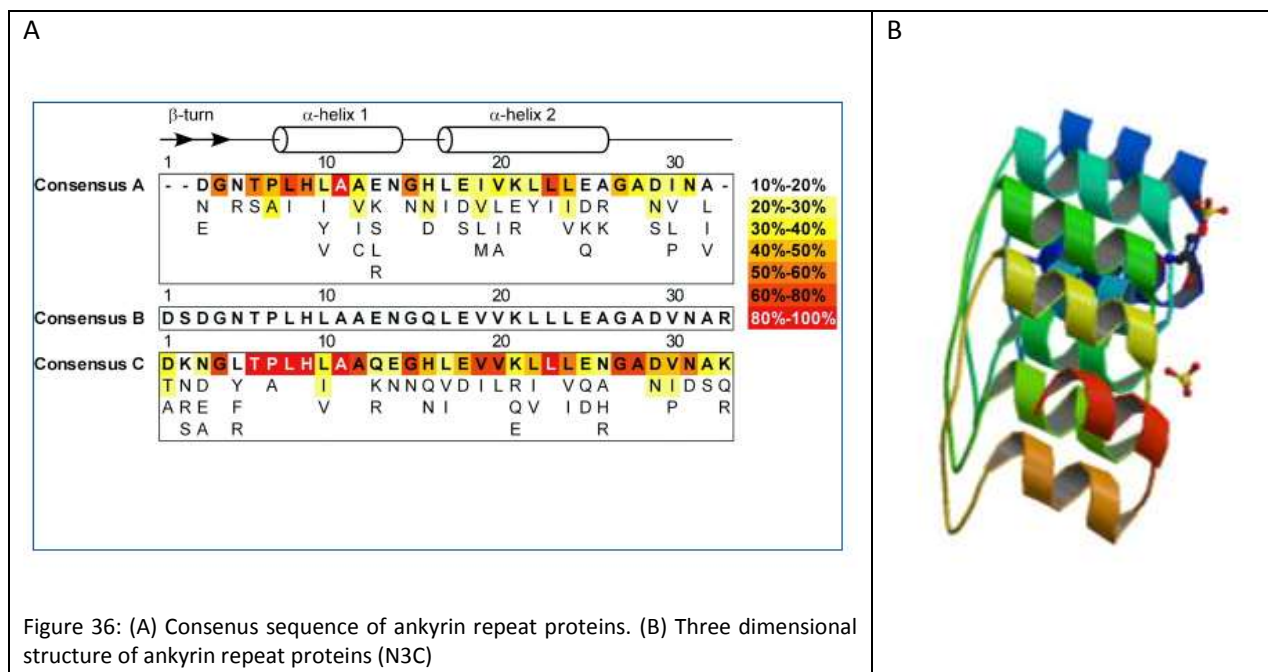 A
B
β-turn α-helix 1 α-helix 2
1 10 20 30
Consensus A - - D G N T P L H L A A E N G H L E I V K L L L E A G A D I N A - 10%-20%
N R S A I I V K N N I D V L E Y I I D R N V L 20%-30%
E Y I S D S L I R V K K S L I 30%-40%
V C L M A Q P V 40%-50%
R 50%-60%
1 10 20 30 60%-80%
Consensus B D S D G N T P L H L A A E N G Q L E V V K L L L E A G A D V N A R 80%-100%
1 10 20 30
Consensus C D K N G L T P L H L A A Q E G H L E V V K L L L E N G A D V N A K
T N D Y A I K N N Q V D I L R I V Q A N I D S Q
A R E F V R N I Q V I D H P R
S A R E R
Figure 36: (A) Consenus sequence of ankyrin repeat proteins. (B) Three dimensional
structure of ankyrin repeat proteins (N3C)